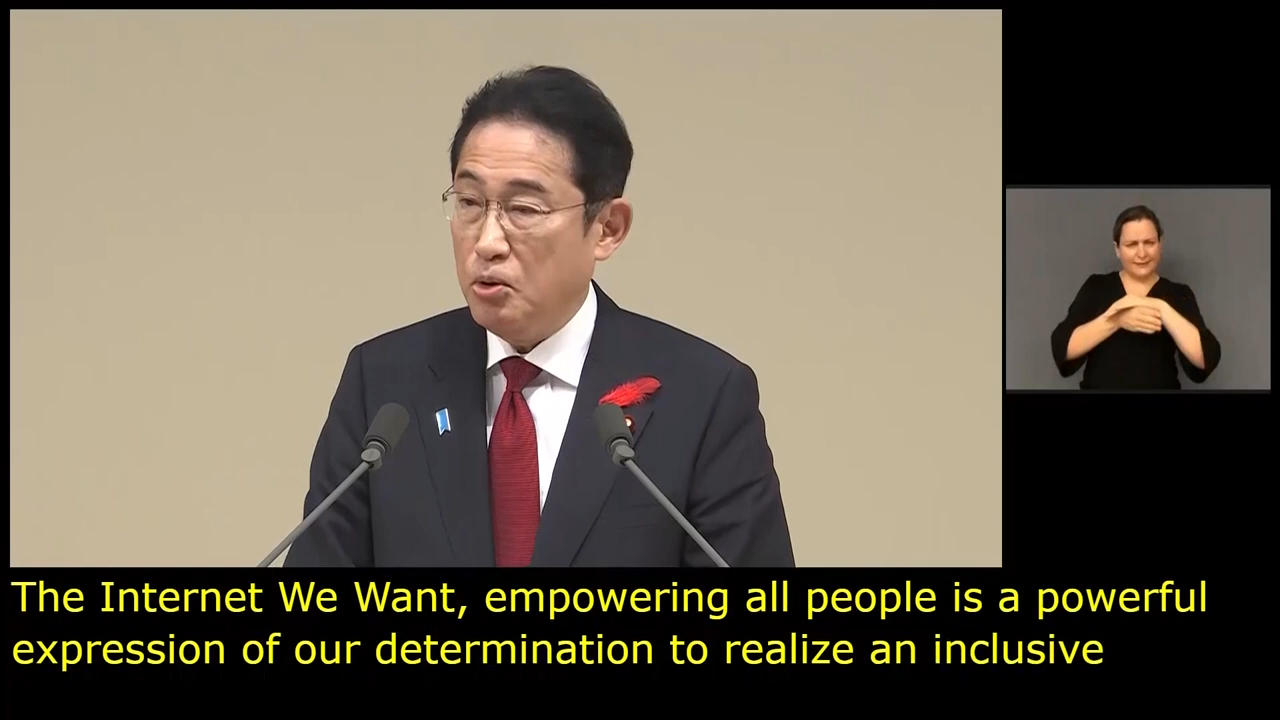 The Internet We Want, empowering all people is a powerful
expression of our determination to realize an inclusive